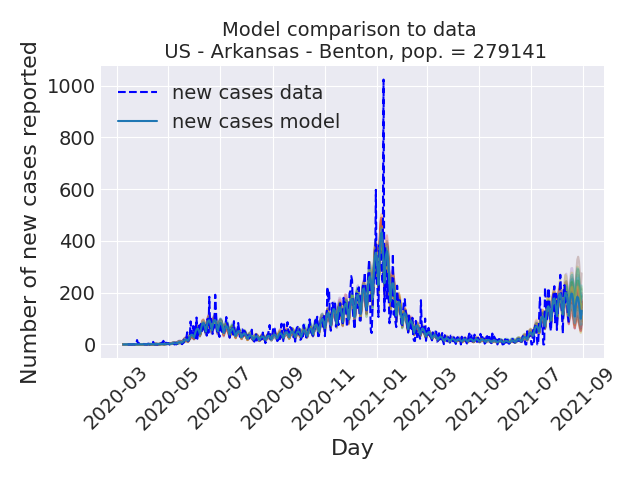 Model comparison to data
US - Arkansas - Benton, pop. = 279141
Number of new cases reported
1000
800
600
400
200
0
new cases data
new cases model
2020-03
2020-05
2020-07
2020-09
2020-11
2021-01
2021-03
2021-05
2021-07
2021-09
Day